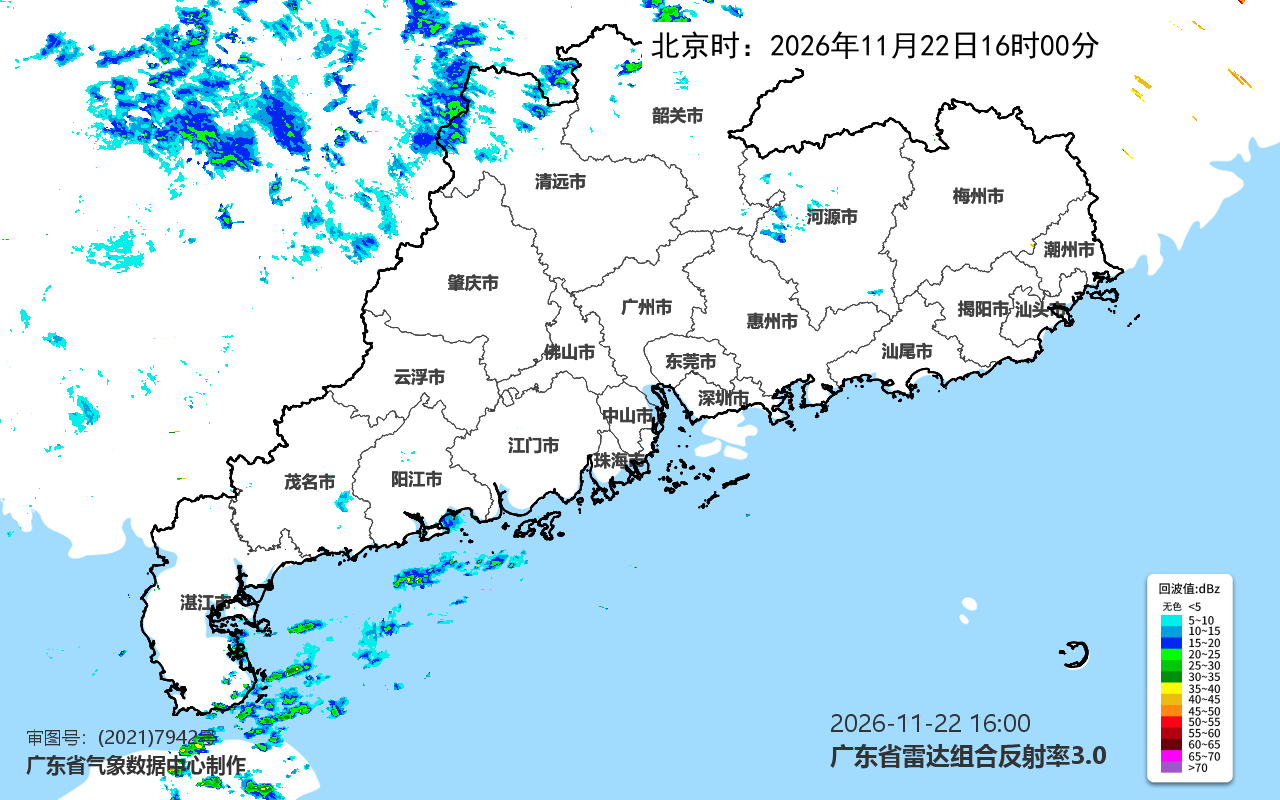 北京时：2026年11月22日16时00分
韶关市
清远市
梅州市
河源市
潮州市
肇庆市
广州市
惠州市
揭阳市
汕头市
佛山市
东莞市
汕尾市
云浮市
深圳市
中山市
江门市
珠海市
茂名市
阳江市
湛江市
回波值:dBz
无色 <5
5~10
10~15
15~20
20~25
25~30
30~35
35~40
40~45
45~50
50~55
55~60
60~65
65~70
>70
2026-11-22 16:00
广东省雷达组合反射率3.0
审图号：(2021)7942号
广东省气象数据中心制作